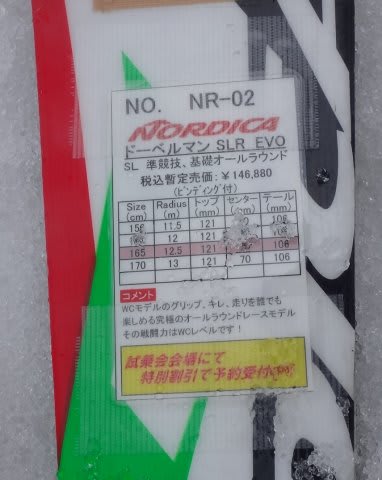 NO. NR-02
NORDICA
ドーベルマン SLR EVO
SL 準競技、基礎オールラウンド
税込暫定売価：￥146,880
(ビンディング付)
Size (cm) Radius (m) トップ (mm) センター (mm) テール (mm)
11.5 121 106
12 121
165 12.5 121 106
170 13 121 70 106
コメント
WCモデルのグリップ、キレ、走りを誰でも
楽しめる究極のオールラウンドレースモデル
その戦闘力はWCレベルです！
試乗会会場にて
特別割引で予約受付